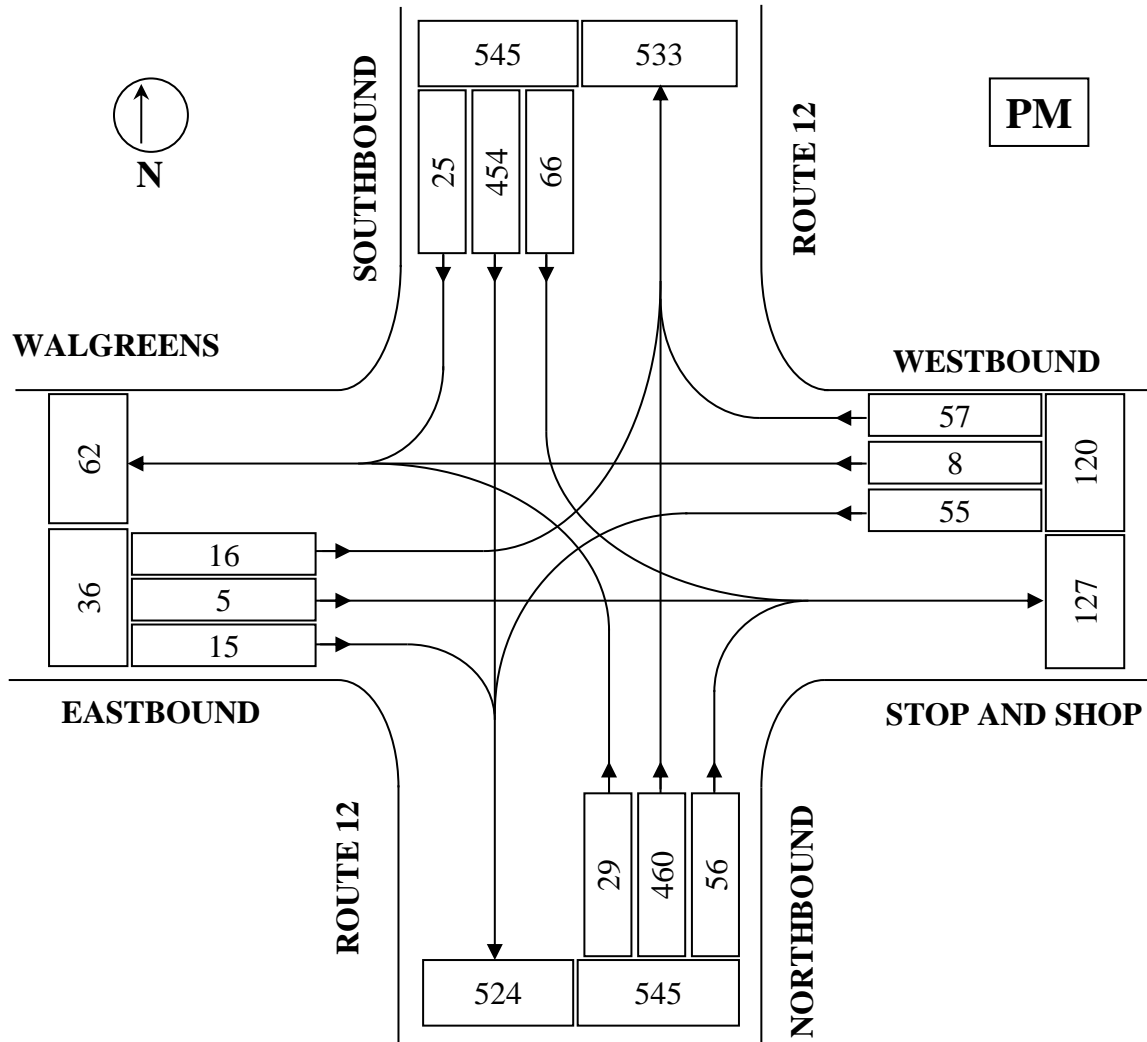 545
533
PM
N
SOUTHBOUND
25
454
66
ROUTE 12
WALGREENS
WESTBOUND
62
57
8
55
120
36
16
5
15
127
EASTBOUND
STOP AND SHOP
ROUTE 12
29
460
56
NORTHBOUND
524
545